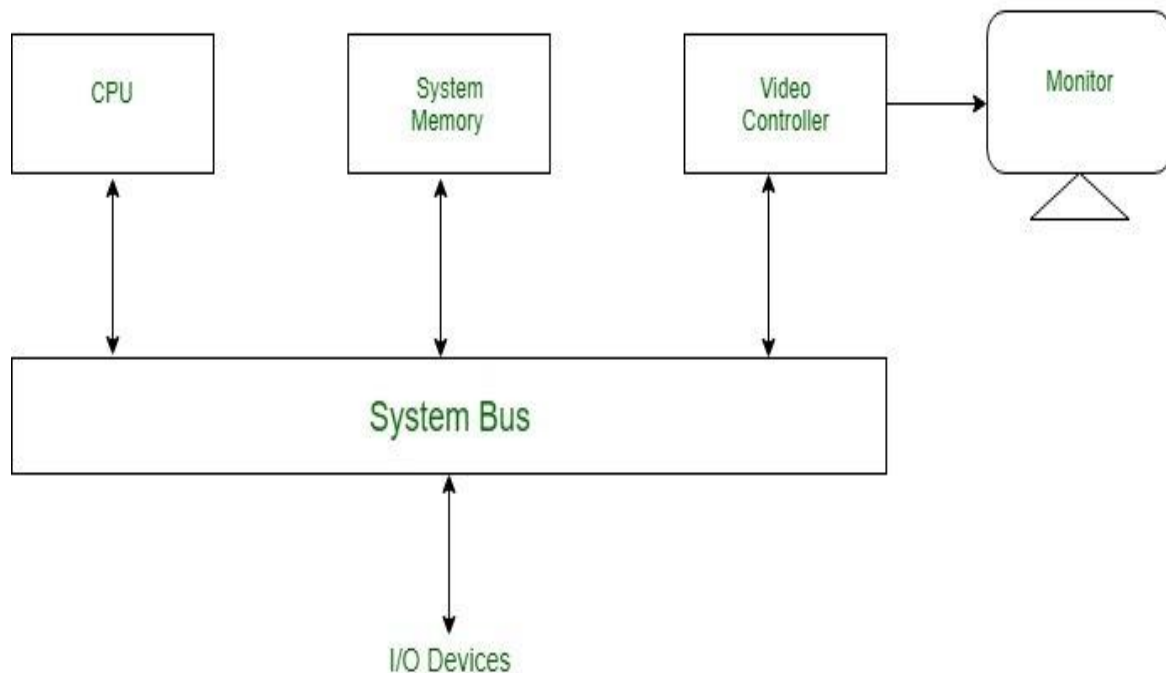 CPU
System
Memory
Video
Controller
Monitor
System Bus
I/O Devices